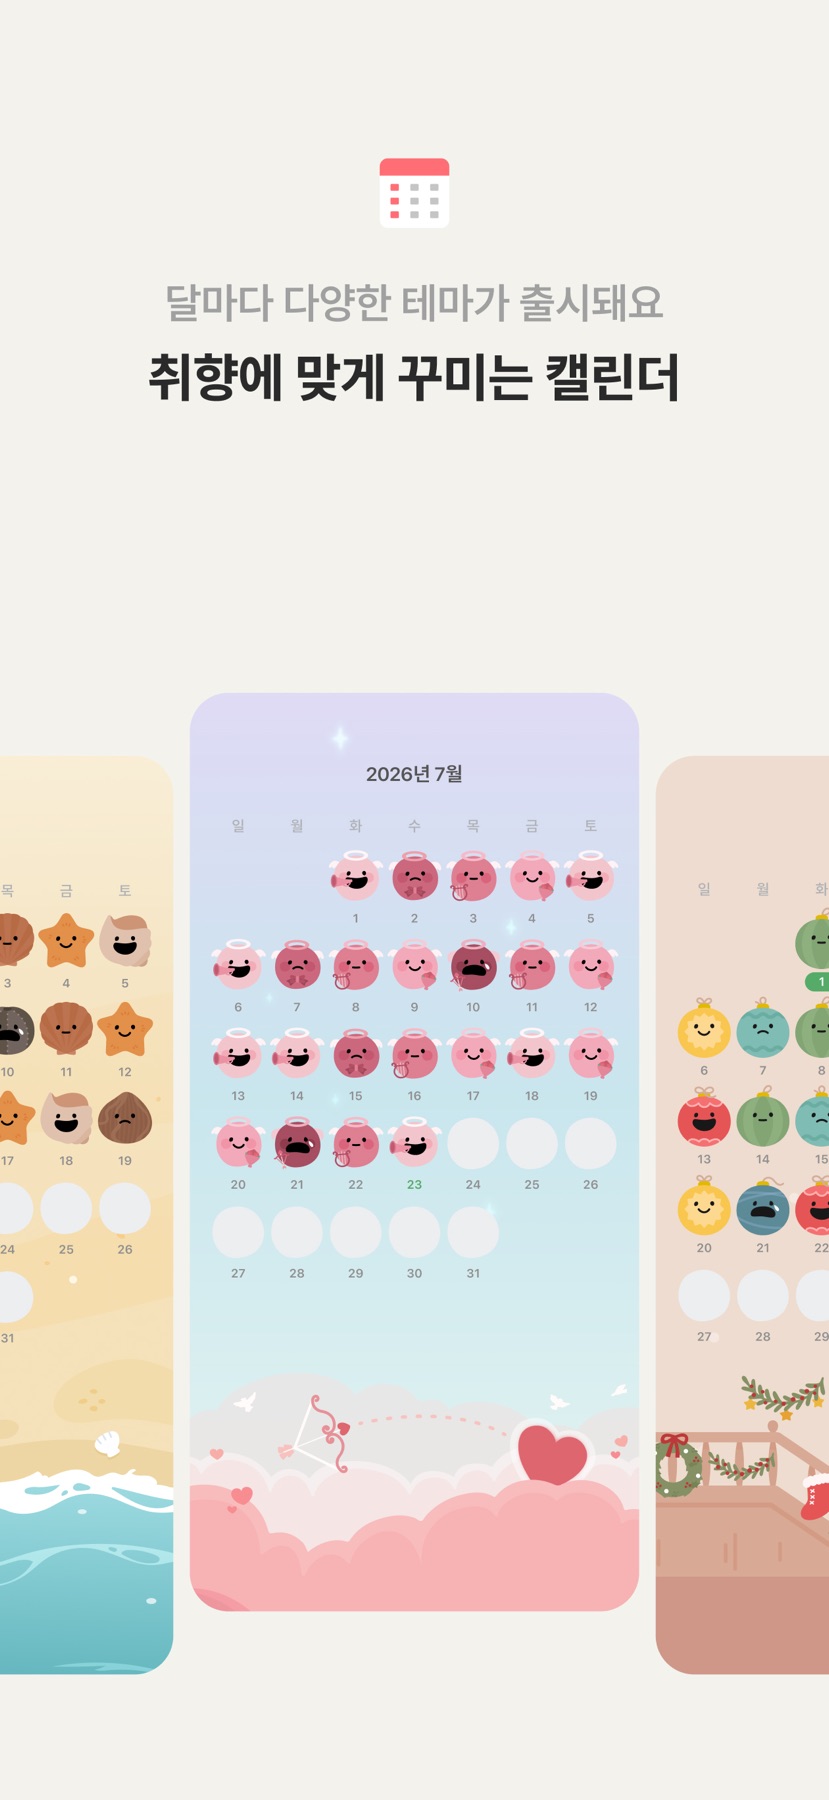 달마다 다양한 테마가 출시돼요
취향에 맞게 꾸미는 캘린더
목 금 토
3 4 5
10 11 12
17 18 19
24 25 26
31
2026년 7월
일 월 화 수 목 금 토
1 2 3 4 5
6 7 8 9 10 11 12
13 14 15 16 17 18 19
20 21 22 23 24 25 26
27 28 29 30 31
일 월 화
1
6 7 8
13 14 15
20 21 22
27 28 29